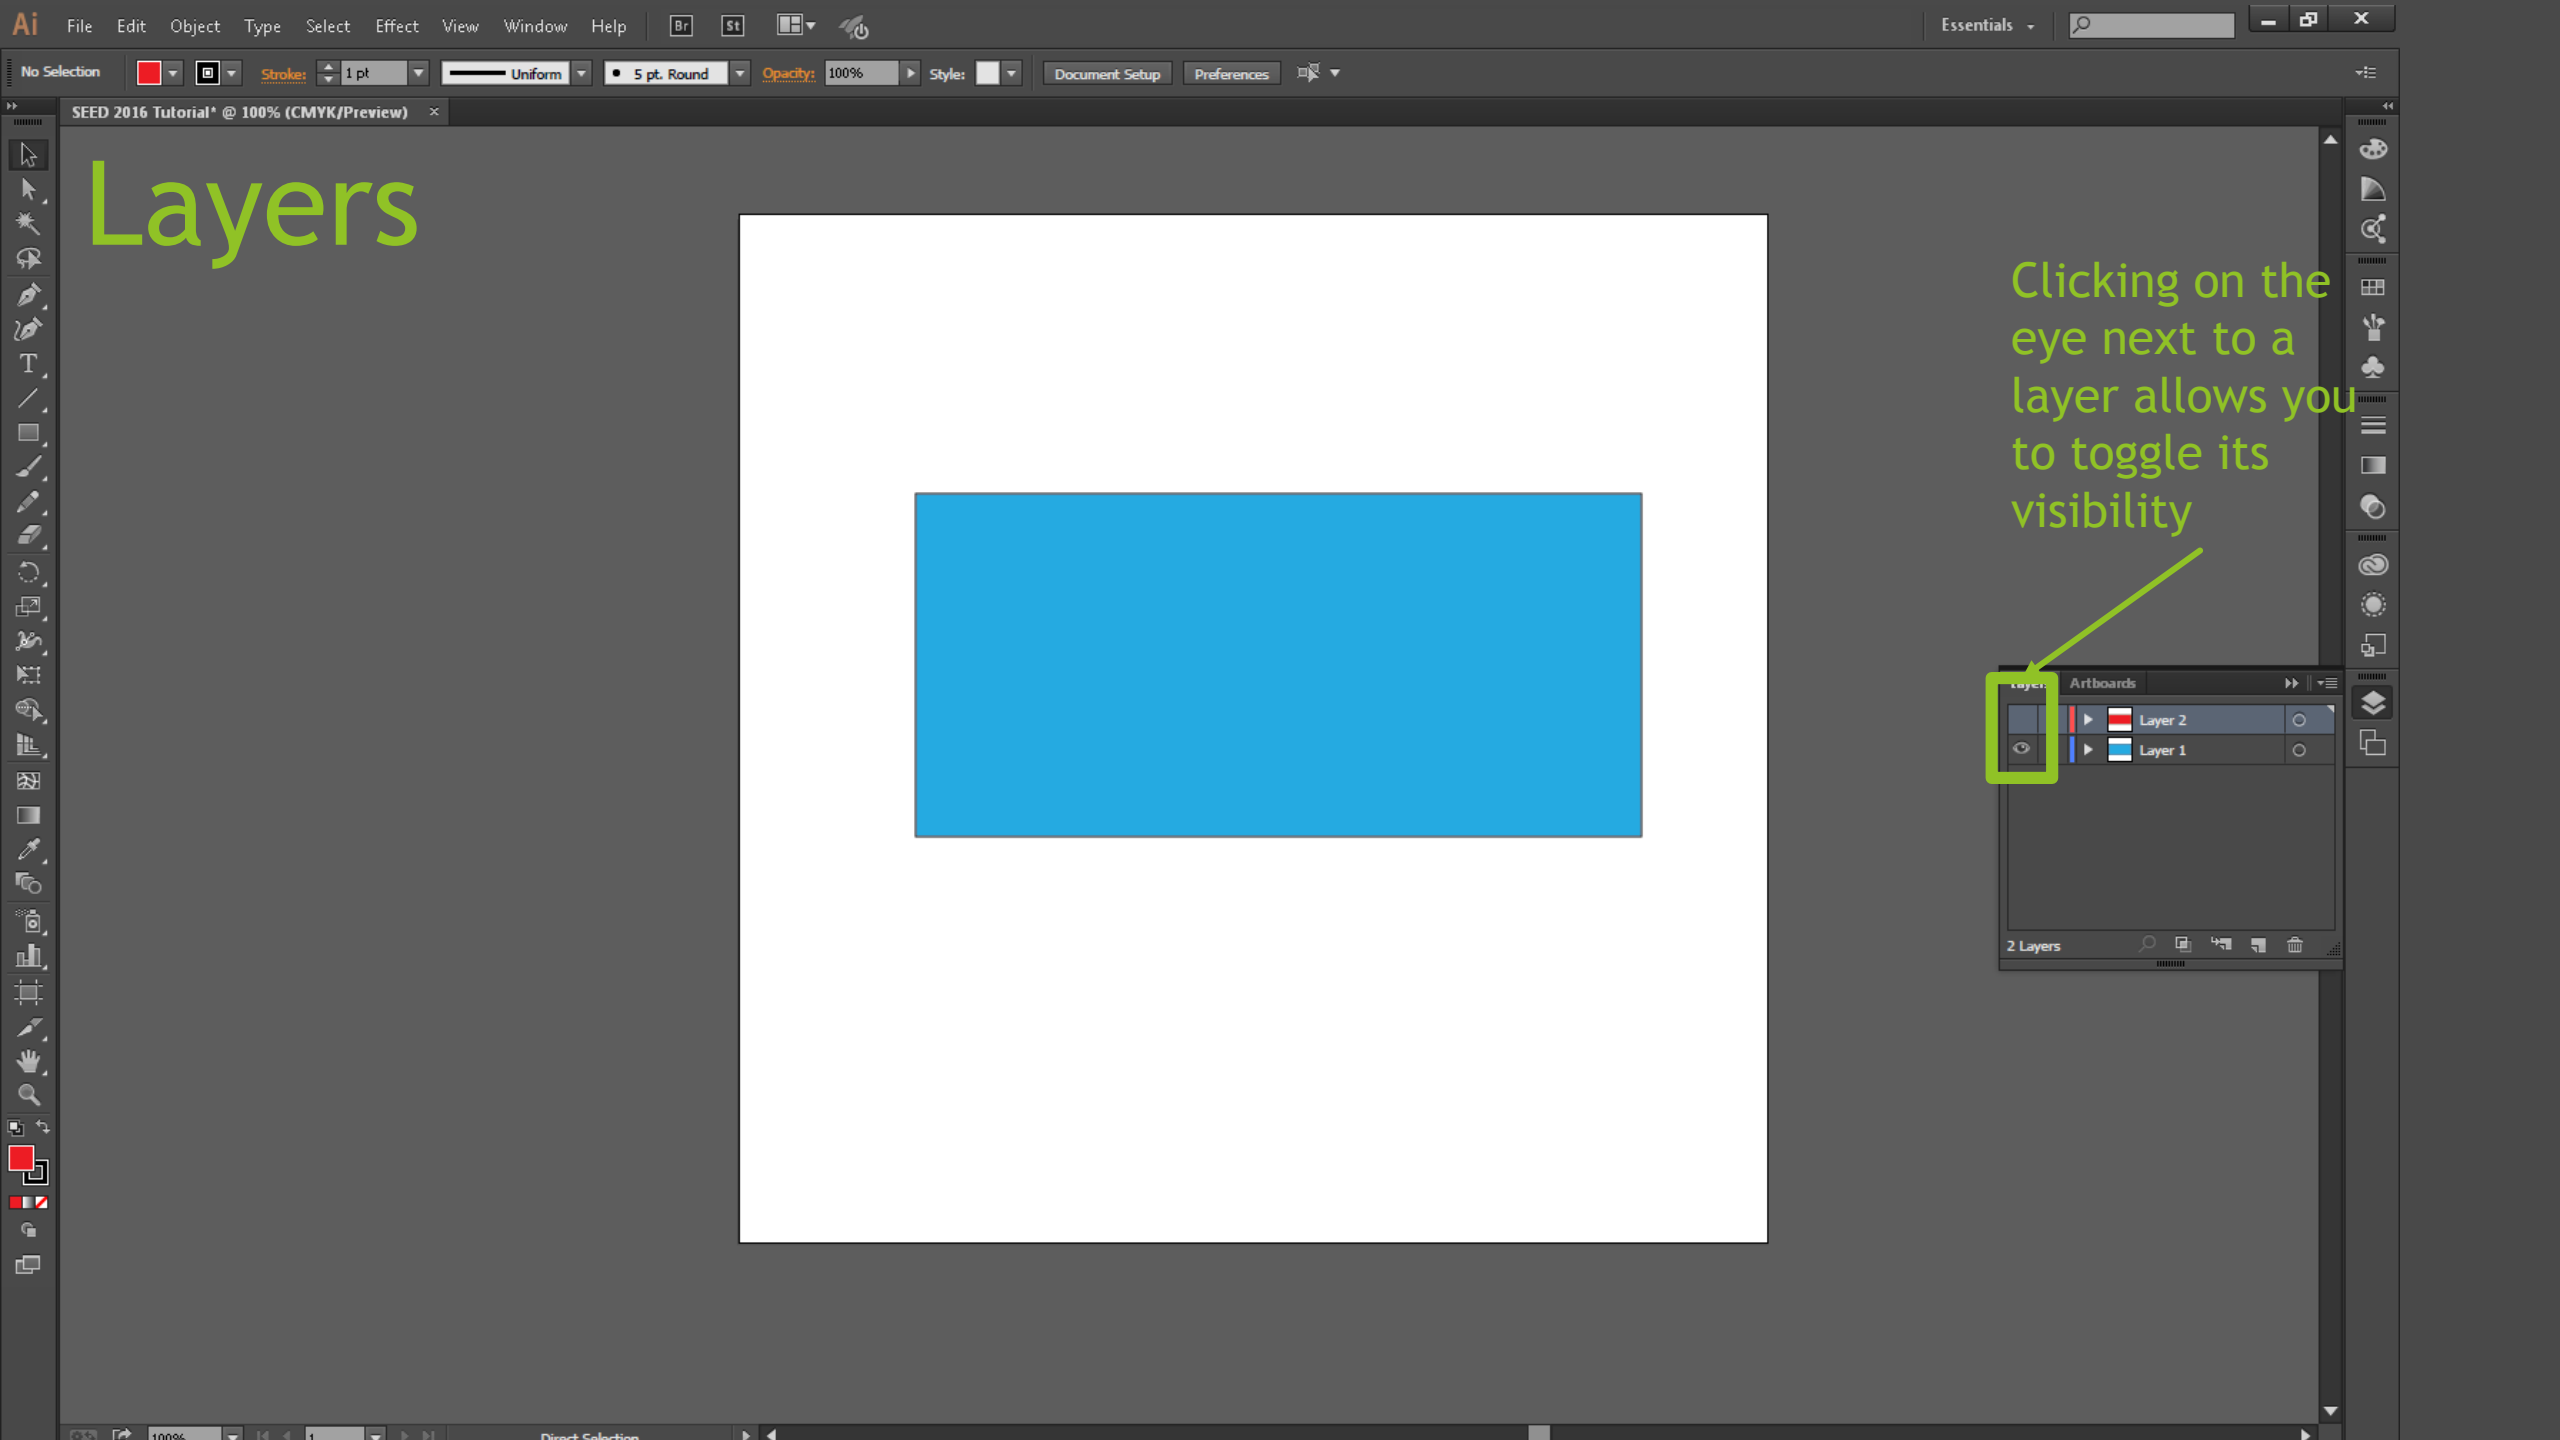 Ai File Edit Object Type Select Effect View Window Help Br St Essentials
No Selection Stroke: 1 pt Uniform 5 pt. Round Opacity: 100% Style: Document Setup Preferences
SEED 2016 Tutorial* @ 100% (CMYK/Preview) ×
Layers
Clicking on the
eye next to a
layer allows you
to toggle its
visibility
Layers Artboards
Layer 2
Layer 1
2 Layers
100% 1 Direct Selection